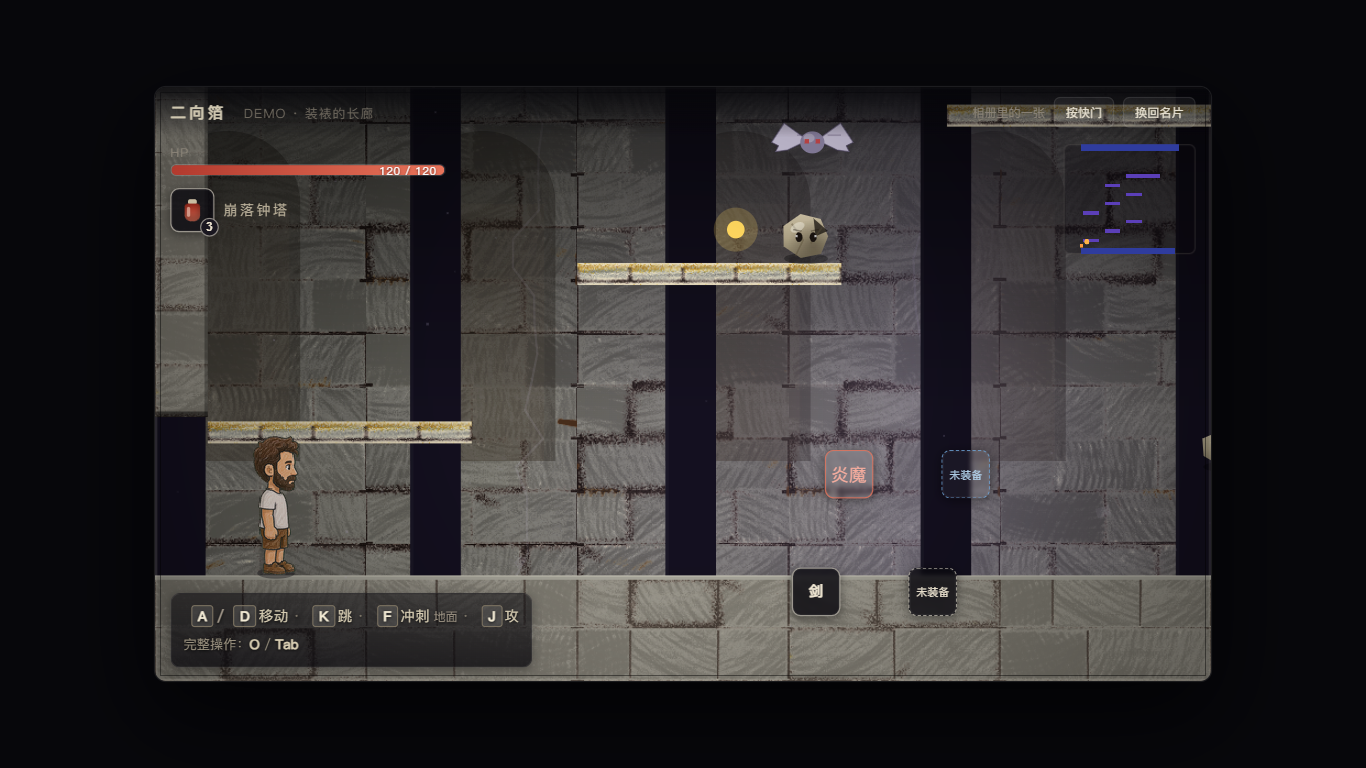 二向箔 DEMO · 装裱的长廊
相册里的一张 按快门 换回名片
HP
120 / 120
3 崩落钟塔
炎魔 未装备
剑 未装备
A / D 移动 · K 跳 · F 冲刺 地面 · J 攻
完整操作: O / Tab